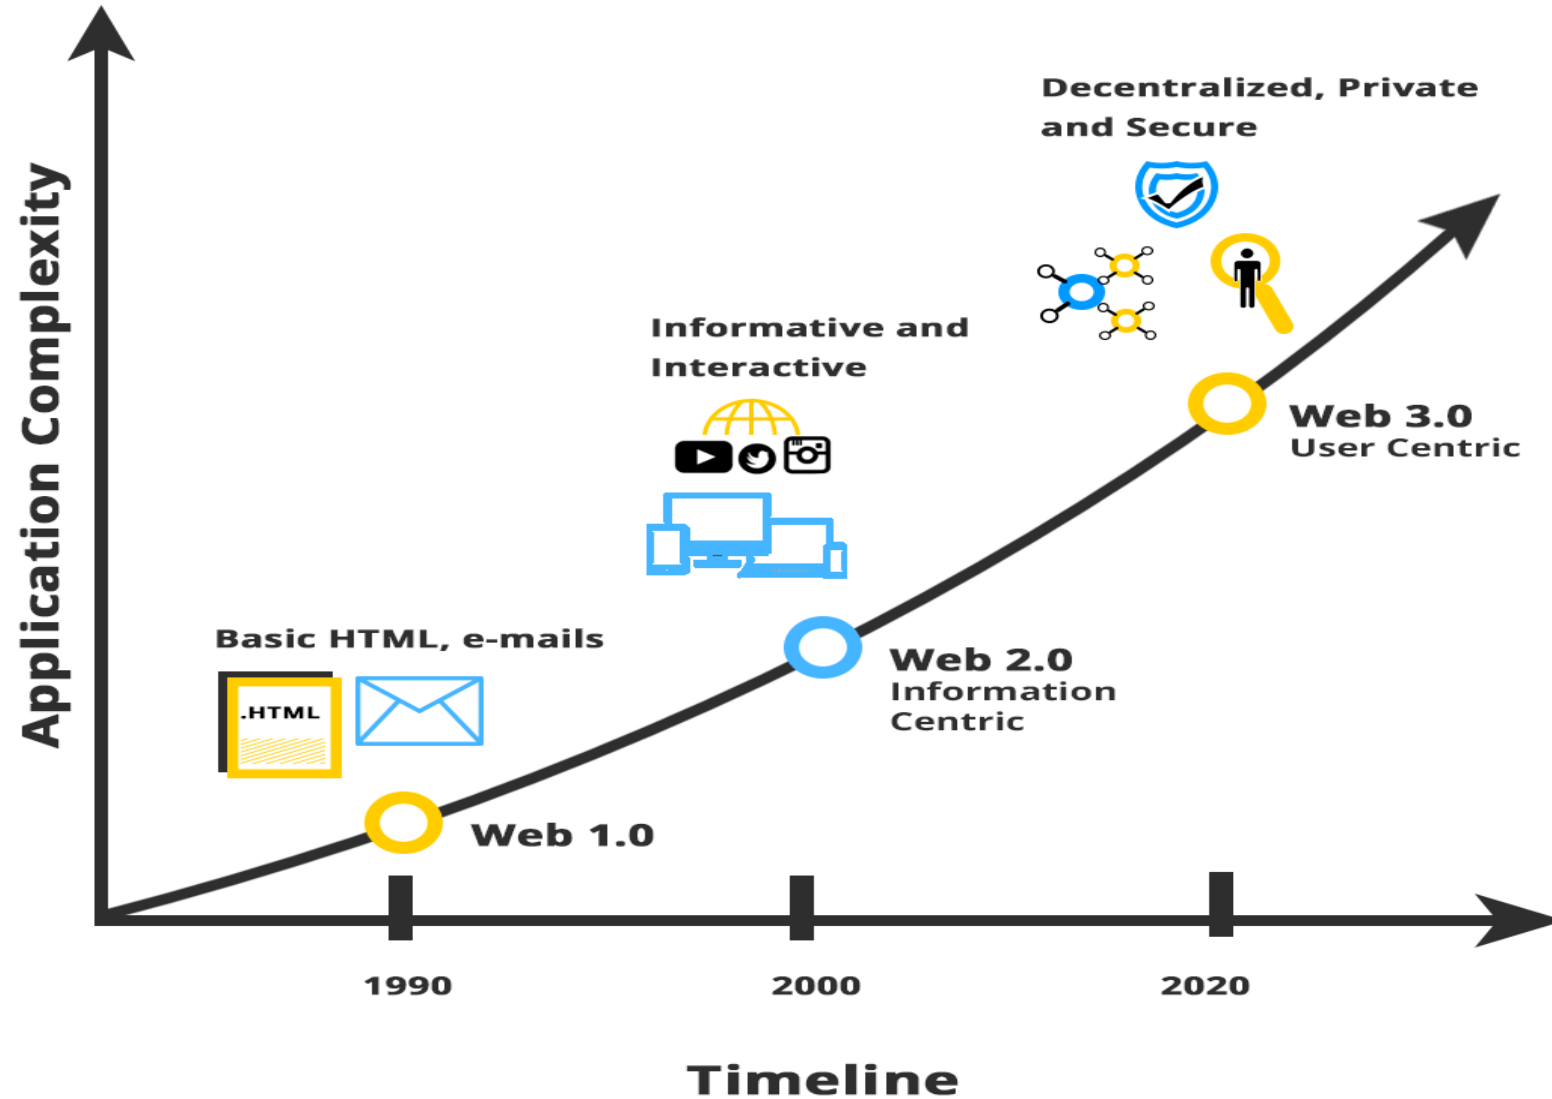 Decentralized, Private
and Secure
Application Complexity
Informative and
Interactive
Web 3.0
User Centric
Basic HTML, e-mails
Web 2.0
Information
Centric
.HTML
Web 1.0
1990
2000
2020
Timeline